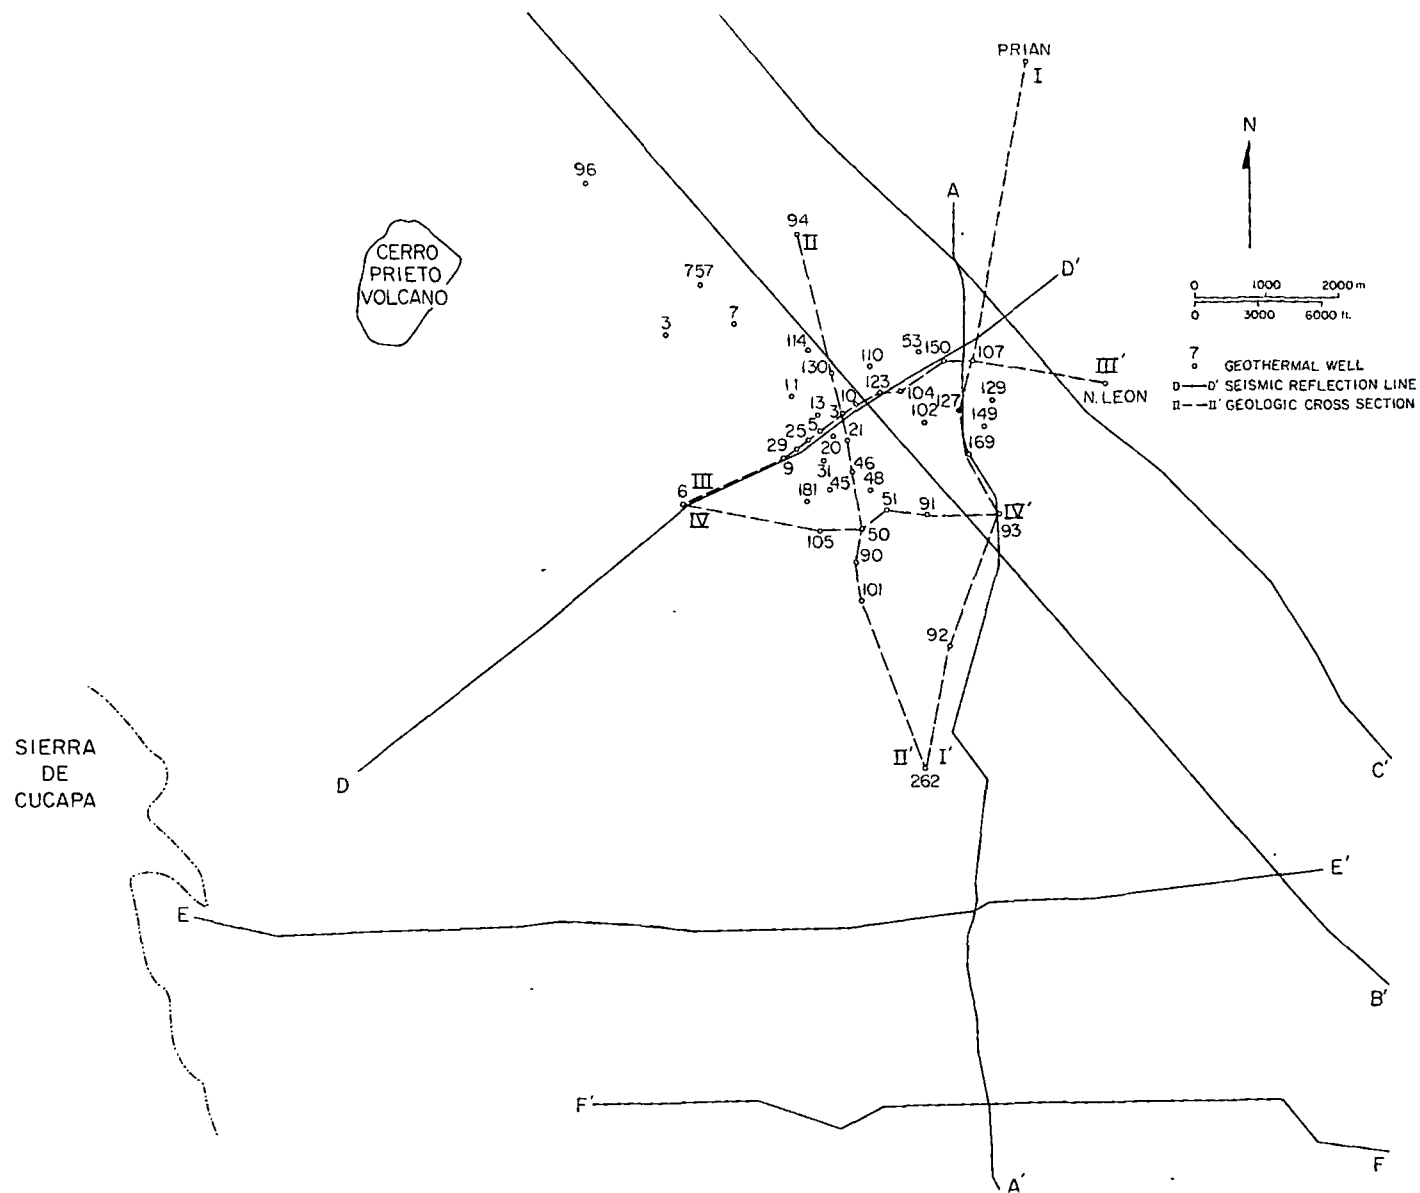 PRIAN
I
N
96
A
94
II
CERRO
PRIETO
VOLCANO
757
D'
0 1000 2000 m
0 3000 6000 ft.
3
7
114
53
150
107
110
130
III'
7
GEOTHERMAL WELL
D D' SEISMIC REFLECTION LINE
II II' GEOLOGIC CROSS SECTION
N. LEON
11
123
104
129
10
13
3
102
127
149
5
25
29
20
21
169
9
31
46
III
6
45
48
181
IV
51
91
IV'
105
50
93
90
101
92
SIERRA
DE
CUCAPA
II'
I'
262
D
C'
E'
E
B'
F'
F
A'